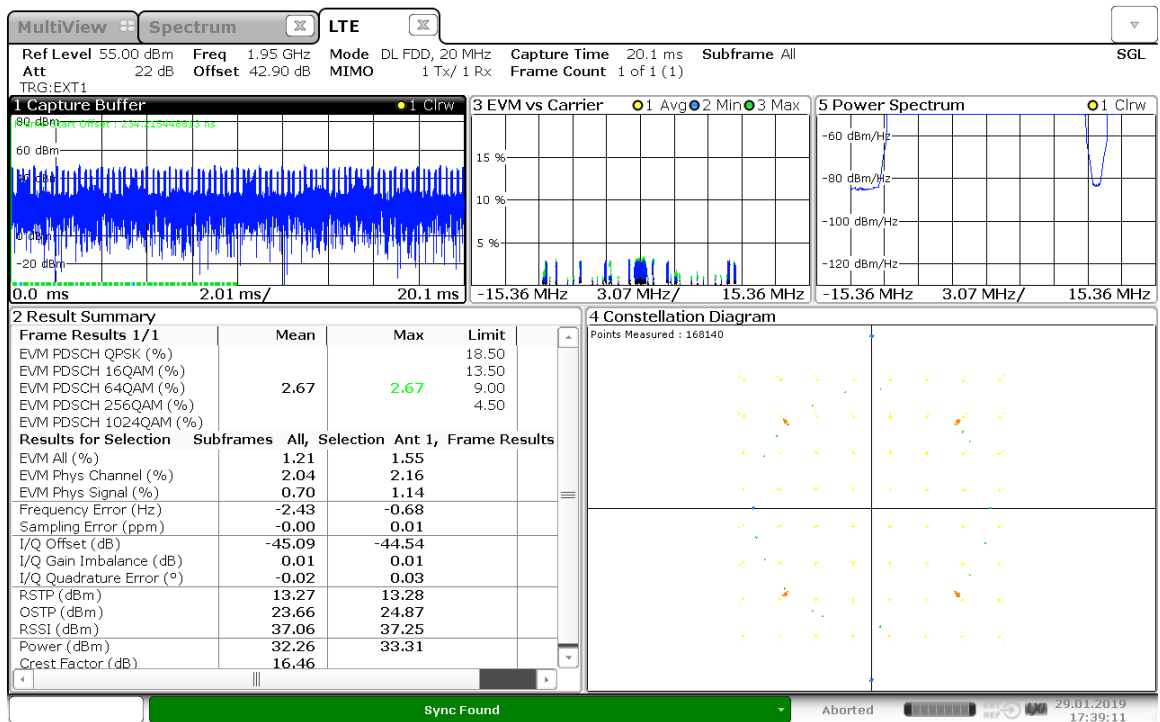 MultiView Spectrum LTE
Ref Level 55.00 dBm Freq 1.95 GHz Mode DL FDD, 20 MHz Capture Time 20.1 ms Subframe All SGL
Att 22 dB Offset 42.90 dB MIMO 1 Tx/ 1 Rx Frame Count 1 of 1 (1)
TRG:EXT1
1 Capture Buffer 1 Clrw
80 dBm
Frame Start Offset : 234.215448813 ns
60 dBm
-20 dBm
0.0 ms 2.01 ms/ 20.1 ms
3 EVM vs Carrier 1 Avg 2 Min 3 Max
15 %
10 %
5 %
-15.36 MHz 3.07 MHz/ 15.36 MHz
5 Power Spectrum 1 Clrw
-60 dBm/Hz
-80 dBm/Hz
-100 dBm/Hz
-120 dBm/Hz
-15.36 MHz 3.07 MHz/ 15.36 MHz
2 Result Summary
Frame Results 1/1 Mean Max Limit
EVM PDSCH QPSK (%) 18.50
EVM PDSCH 16QAM (%) 13.50
EVM PDSCH 64QAM (%) 2.67 2.67 9.00
EVM PDSCH 256QAM (%) 4.50
EVM PDSCH 1024QAM (%)
Results for Selection Subframes All, Selection Ant 1, Frame Results
EVM All (%) 1.21 1.55
EVM Phys Channel (%) 2.04 2.16
EVM Phys Signal (%) 0.70 1.14
Frequency Error (Hz) -2.43 -0.68
Sampling Error (ppm) -0.00 0.01
I/Q Offset (dB) -45.09 -44.54
I/Q Gain Imbalance (dB) 0.01 0.01
I/Q Quadrature Error (°) -0.02 0.03
RSTP (dBm) 13.27 13.28
OSTP (dBm) 23.66 24.87
RSSI (dBm) 37.06 37.25
Power (dBm) 32.26 33.31
Crest Factor (dB) 16.46
4 Constellation Diagram
Points Measured : 168140
Sync Found
Aborted
EXT
REF
LXI
29.01.2019
17:39:11